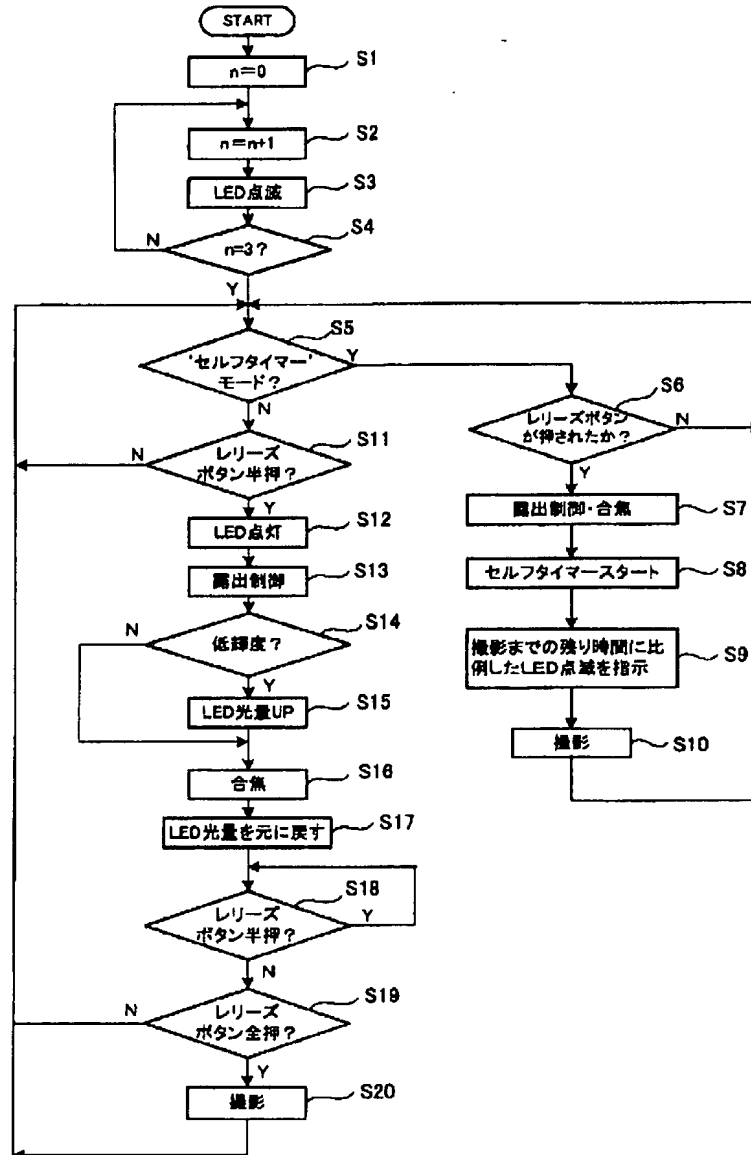 START
S1
n=0
S2
n=n+1
S3
LED点滅
S4
n=3?
N
Y
S5
'セルフタイマー'
モード?
Y
N
S6
レリーズボタン
が押されたか?
N
Y
S7
露出制御・合焦
S8
セルフタイマースタート
S9
撮影までの残り時間に比
例したLED点滅を指示
S10
撮影
S11
レリーズ
ボタン半押?
N
Y
S12
LED点灯
S13
露出制御
S14
低輝度?
N
Y
S15
LED光量UP
S16
合焦
S17
LED光量を元に戻す
S18
レリーズ
ボタン半押?
Y
N
S19
レリーズ
ボタン全押?
N
Y
S20
撮影